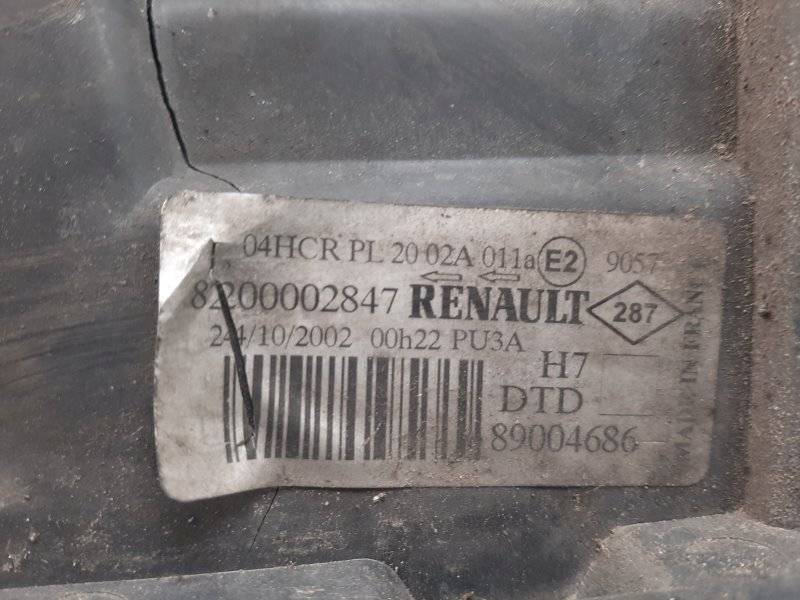 04HCR PL 20 02A 011a E2 9057
82200002847 RENAULT 287
24/10/2002 00h22 PU3A
H7
DTD
89004686
MADE IN FRANCE